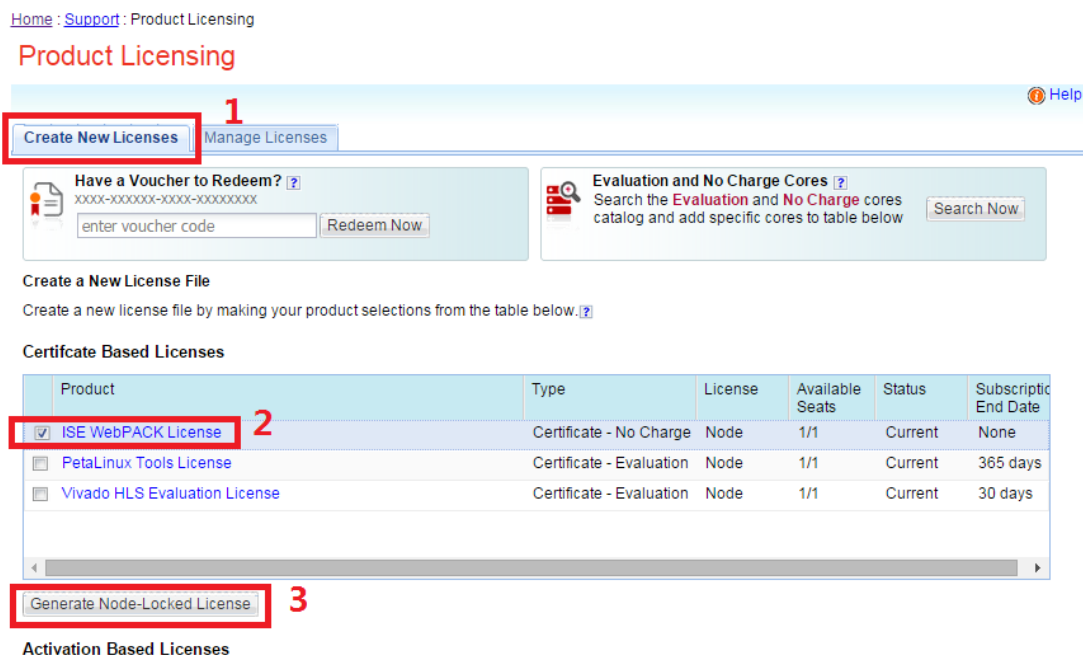 Home : Support : Product Licensing
Product Licensing
Help
1
Create New Licenses
Manage Licenses
Have a Voucher to Redeem? ?
xxxx-xxxxxx-xxxx-xxxxxxxx
enter voucher code
Redeem Now
Evaluation and No Charge Cores ?
Search the Evaluation and No Charge cores
catalog and add specific cores to table below
Search Now
Create a New License File
Create a new license file by making your product selections from the table below. ?
Certifcate Based Licenses
Product Type License Available Seats Status Subscriptio End Date
ISE WebPACK License Certificate - No Charge Node 1/1 Current None
2
PetaLinux Tools License Certificate - Evaluation Node 1/1 Current 365 days
Vivado HLS Evaluation License Certificate - Evaluation Node 1/1 Current 30 days
Generate Node-Locked License
3
Activation Based Licenses